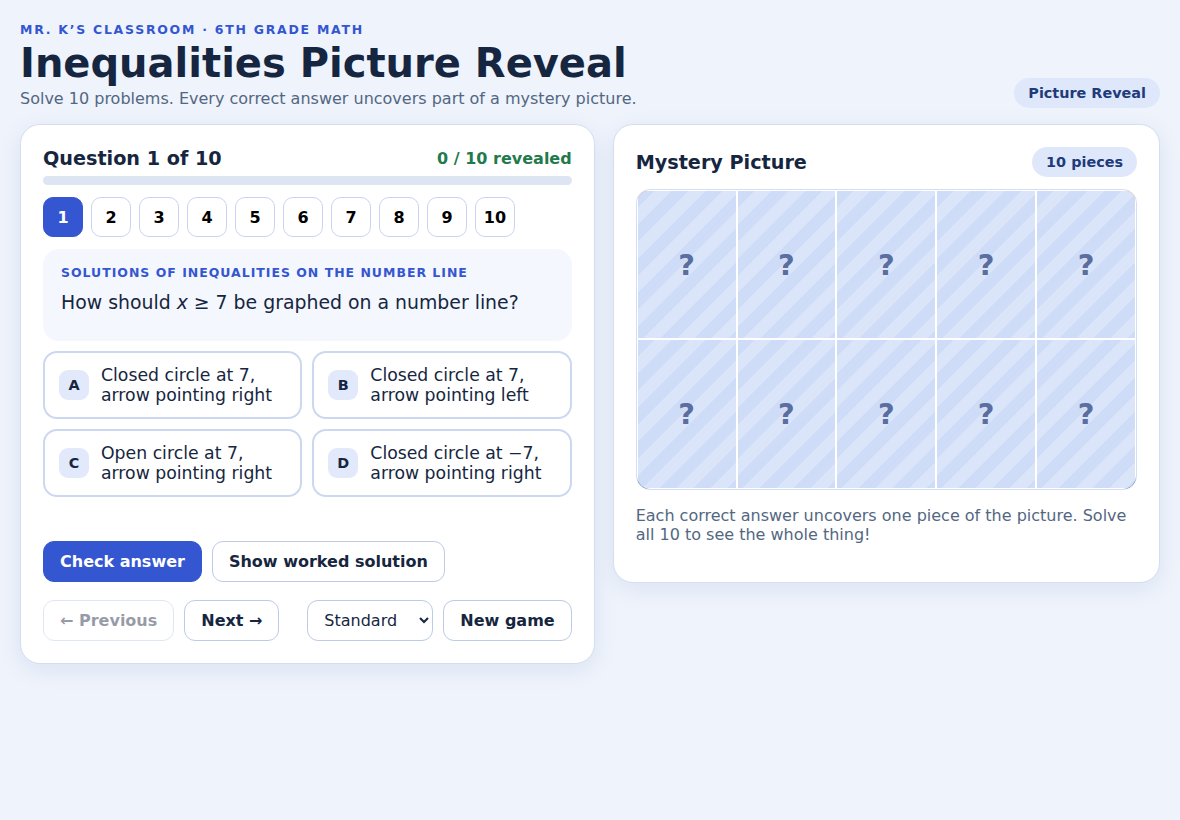 MR. K’S CLASSROOM · 6TH GRADE MATH
Inequalities Picture Reveal
Solve 10 problems. Every correct answer uncovers part of a mystery picture.
Picture Reveal
Question 1 of 10
0 / 10 revealed
1 2 3 4 5 6 7 8 9 10
SOLUTIONS OF INEQUALITIES ON THE NUMBER LINE
How should x ≥ 7 be graphed on a number line?
A Closed circle at 7,
arrow pointing right
B Closed circle at 7,
arrow pointing left
C Open circle at 7,
arrow pointing right
D Closed circle at −7,
arrow pointing right
Check answer
Show worked solution
← Previous
Next →
Standard
New game
Mystery Picture
10 pieces
? ? ? ? ?
? ? ? ? ?
Each correct answer uncovers one piece of the picture. Solve
all 10 to see the whole thing!